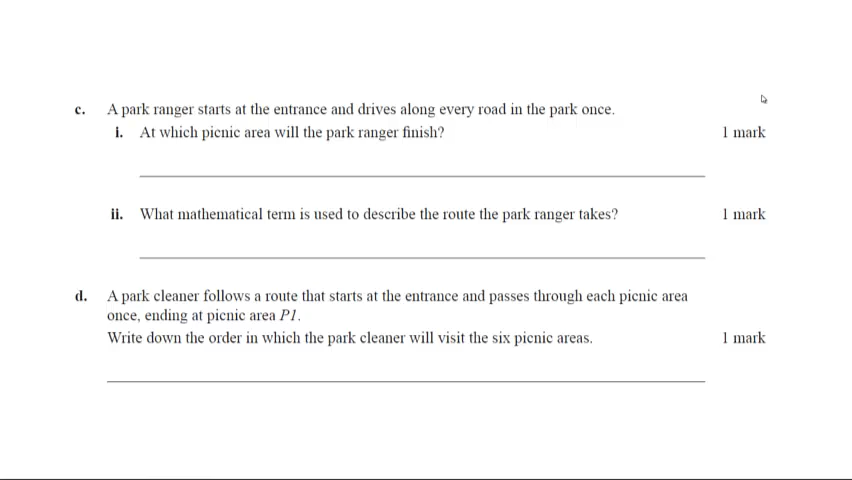 c. A park ranger starts at the entrance and drives along every road in the park once.
i. At which picnic area will the park ranger finish? 1 mark
ii. What mathematical term is used to describe the route the park ranger takes? 1 mark
d. A park cleaner follows a route that starts at the entrance and passes through each picnic area
once, ending at picnic area P1.
Write down the order in which the park cleaner will visit the six picnic areas. 1 mark